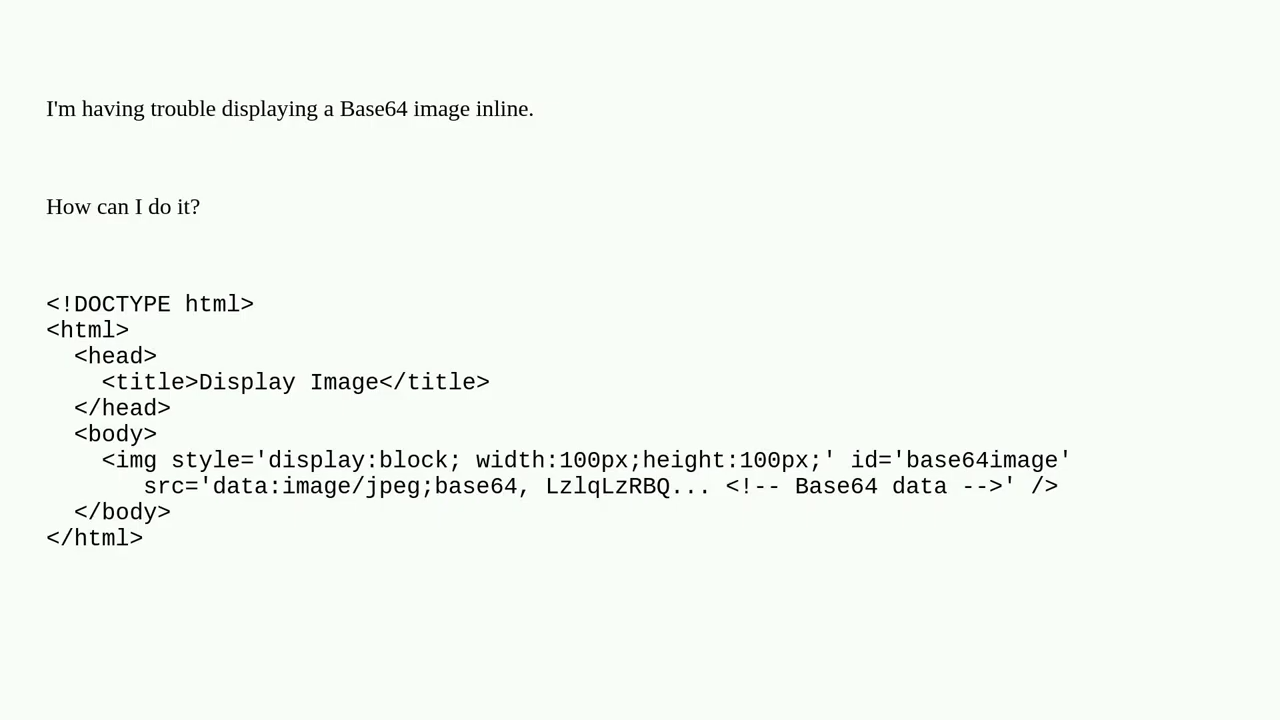 I'm having trouble displaying a Base64 image inline.
How can I do it?
<!DOCTYPE html>
<html>
  <head>
    <title>Display Image</title>
  </head>
  <body>
    <img style='display:block; width:100px;height:100px;' id='base64image'
       src='data:image/jpeg;base64, LzlqLzRBQ... <!-- Base64 data -->' />
  </body>
</html>